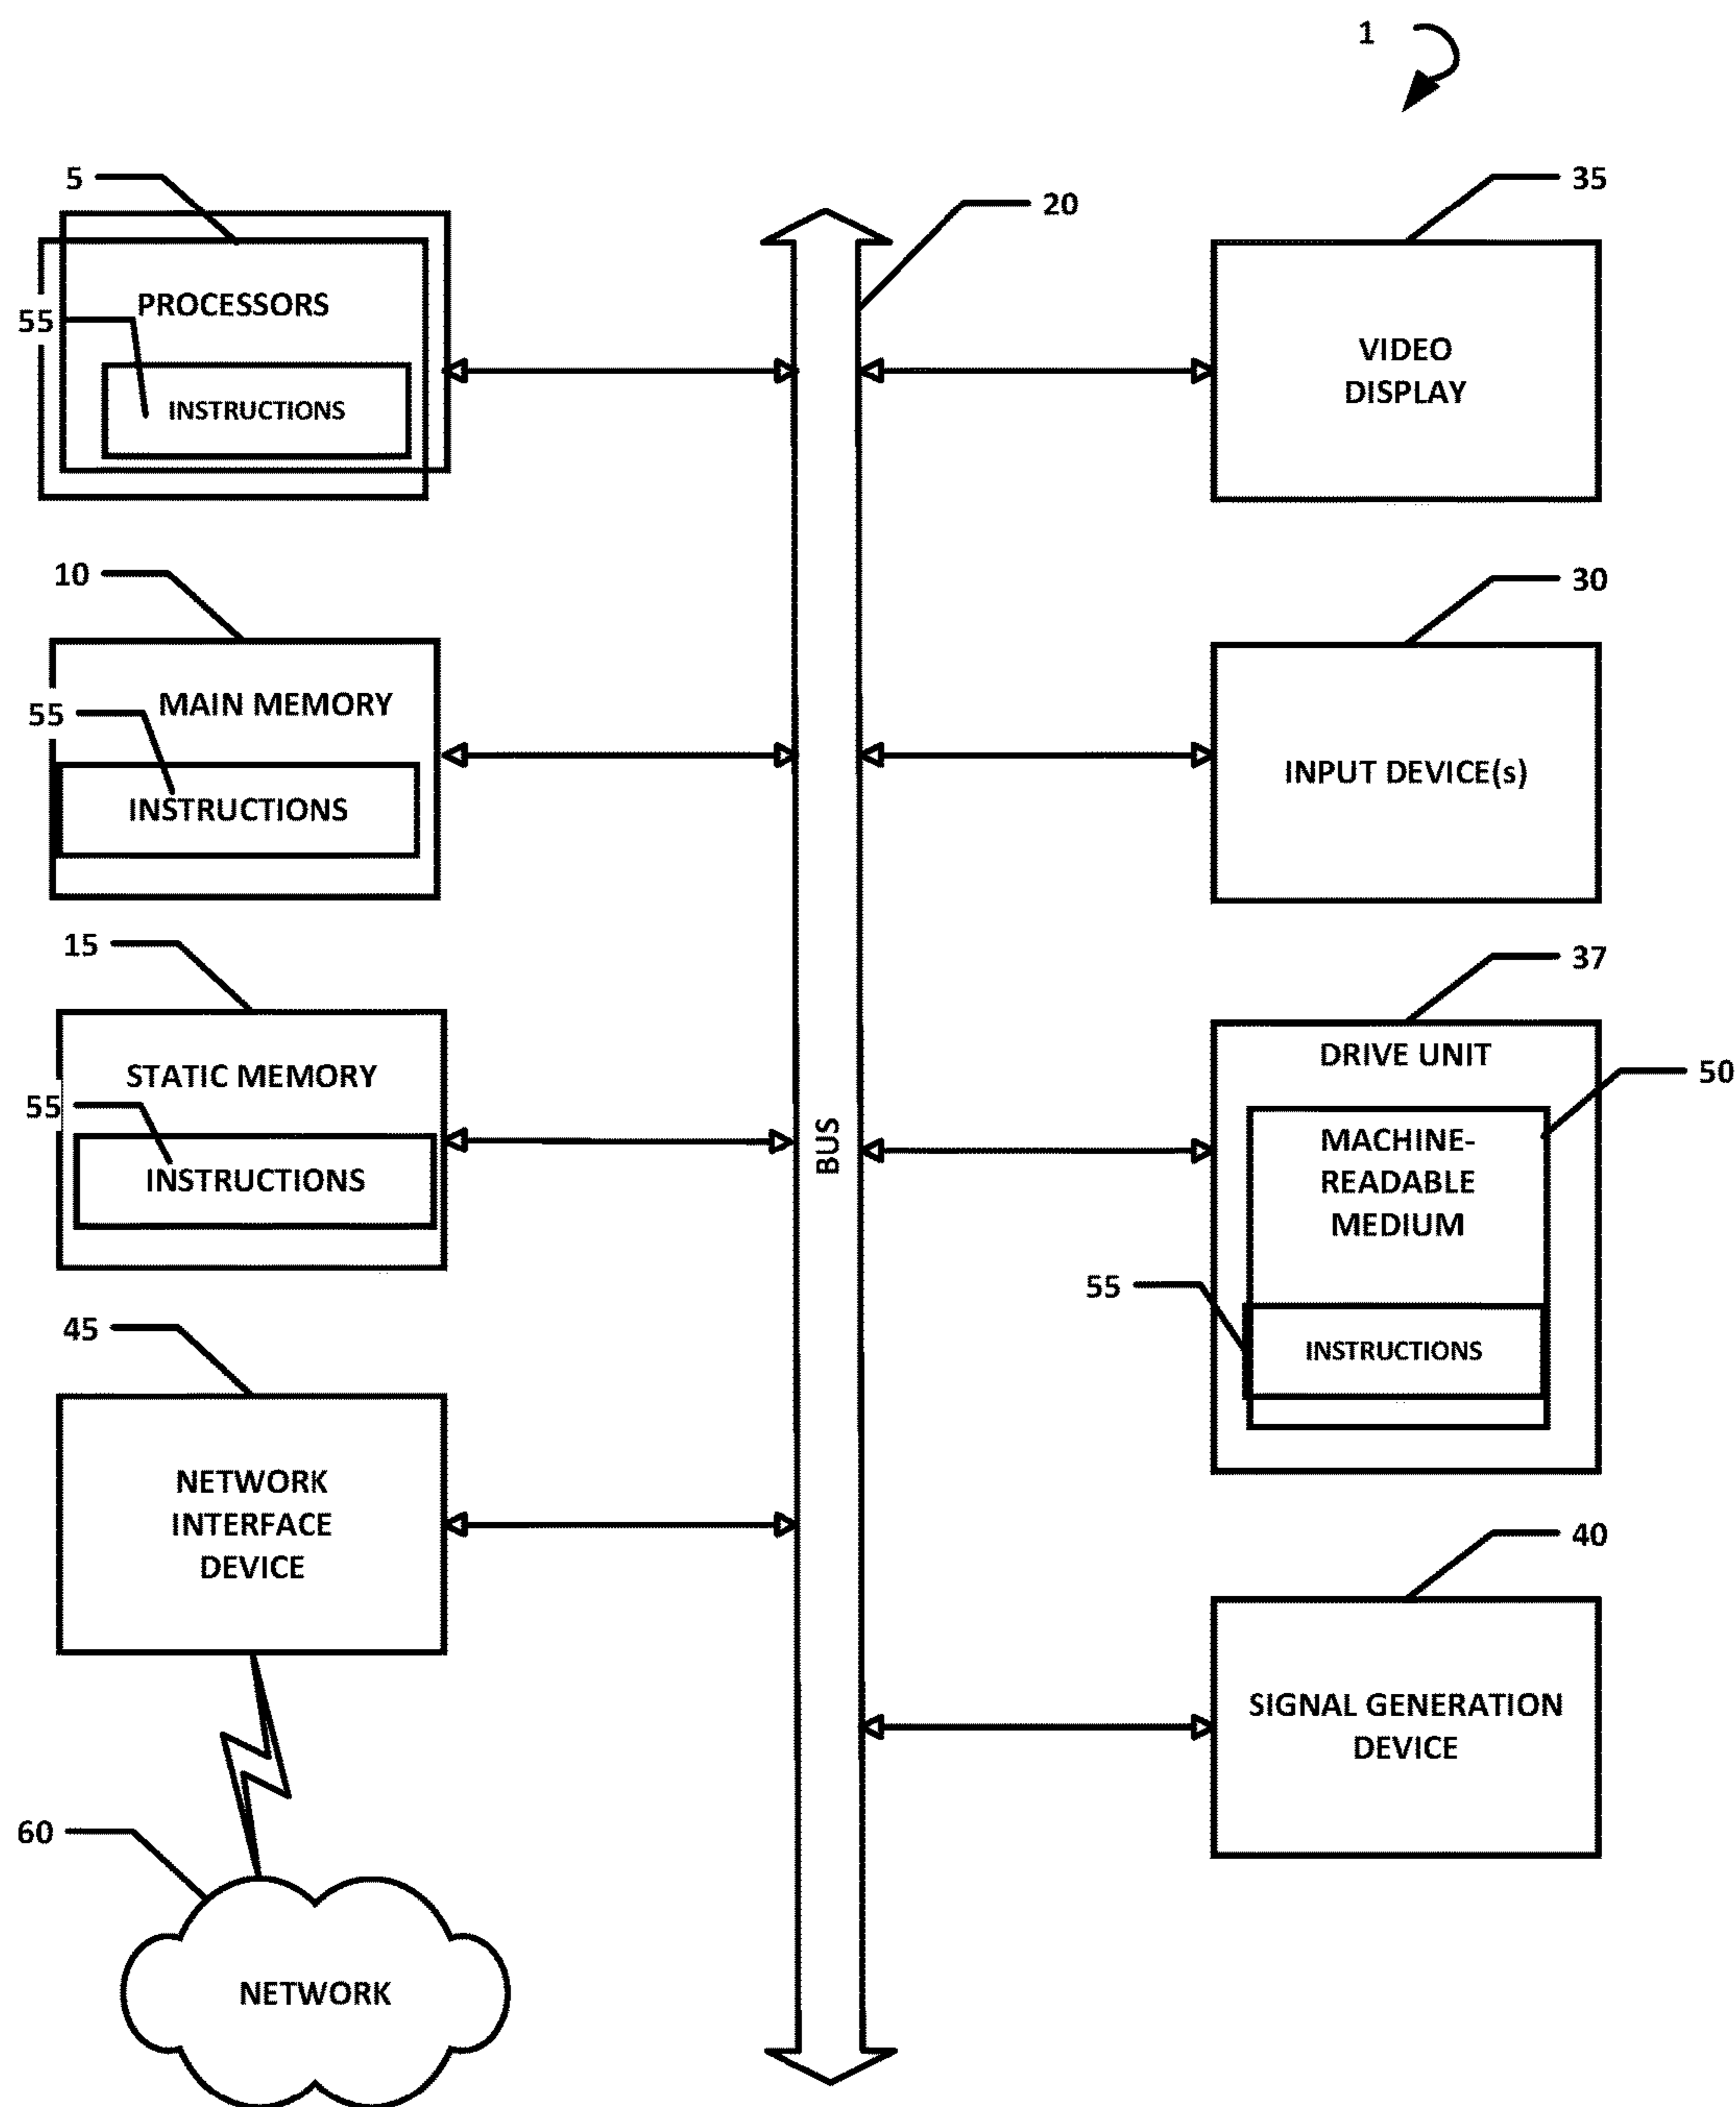 1
5
PROCESSORS
55
INSTRUCTIONS
10
MAIN MEMORY
55
INSTRUCTIONS
15
STATIC MEMORY
55
INSTRUCTIONS
45
NETWORK
INTERFACE
DEVICE
60
NETWORK
20
BUS
35
VIDEO
DISPLAY
30
INPUT DEVICE(s)
37
DRIVE UNIT
50
MACHINE-
READABLE
MEDIUM
55
INSTRUCTIONS
40
SIGNAL GENERATION
DEVICE